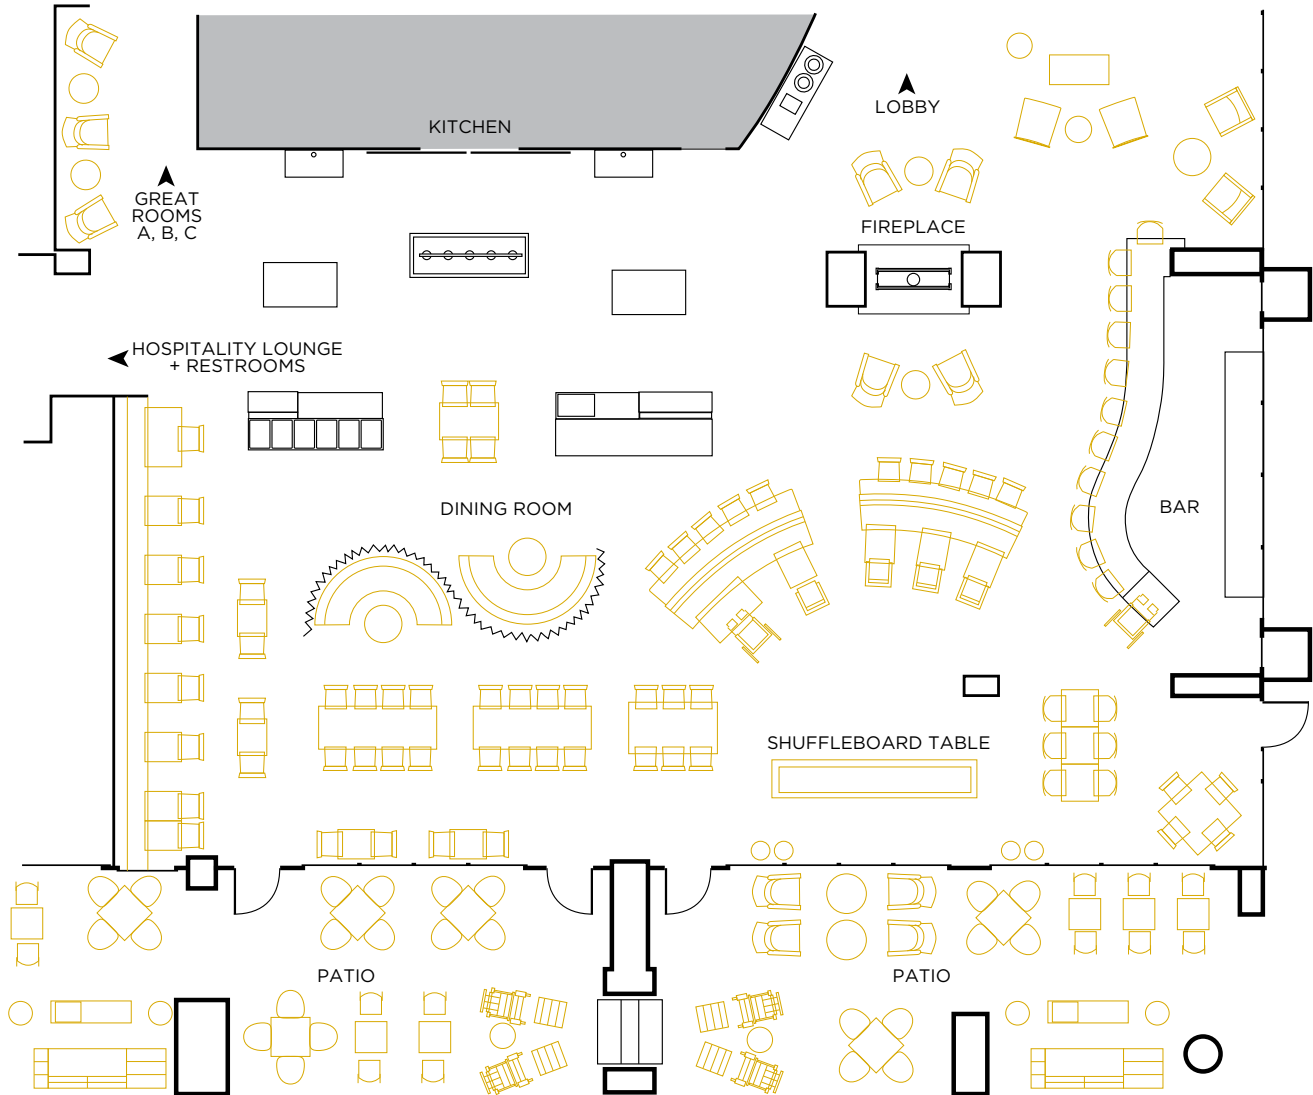 KITCHEN
LOBBY
GREAT
ROOMS
A, B, C
FIREPLACE
HOSPITALITY LOUNGE
+ RESTROOMS
DINING ROOM
BAR
SHUFFLEBOARD TABLE
PATIO
PATIO